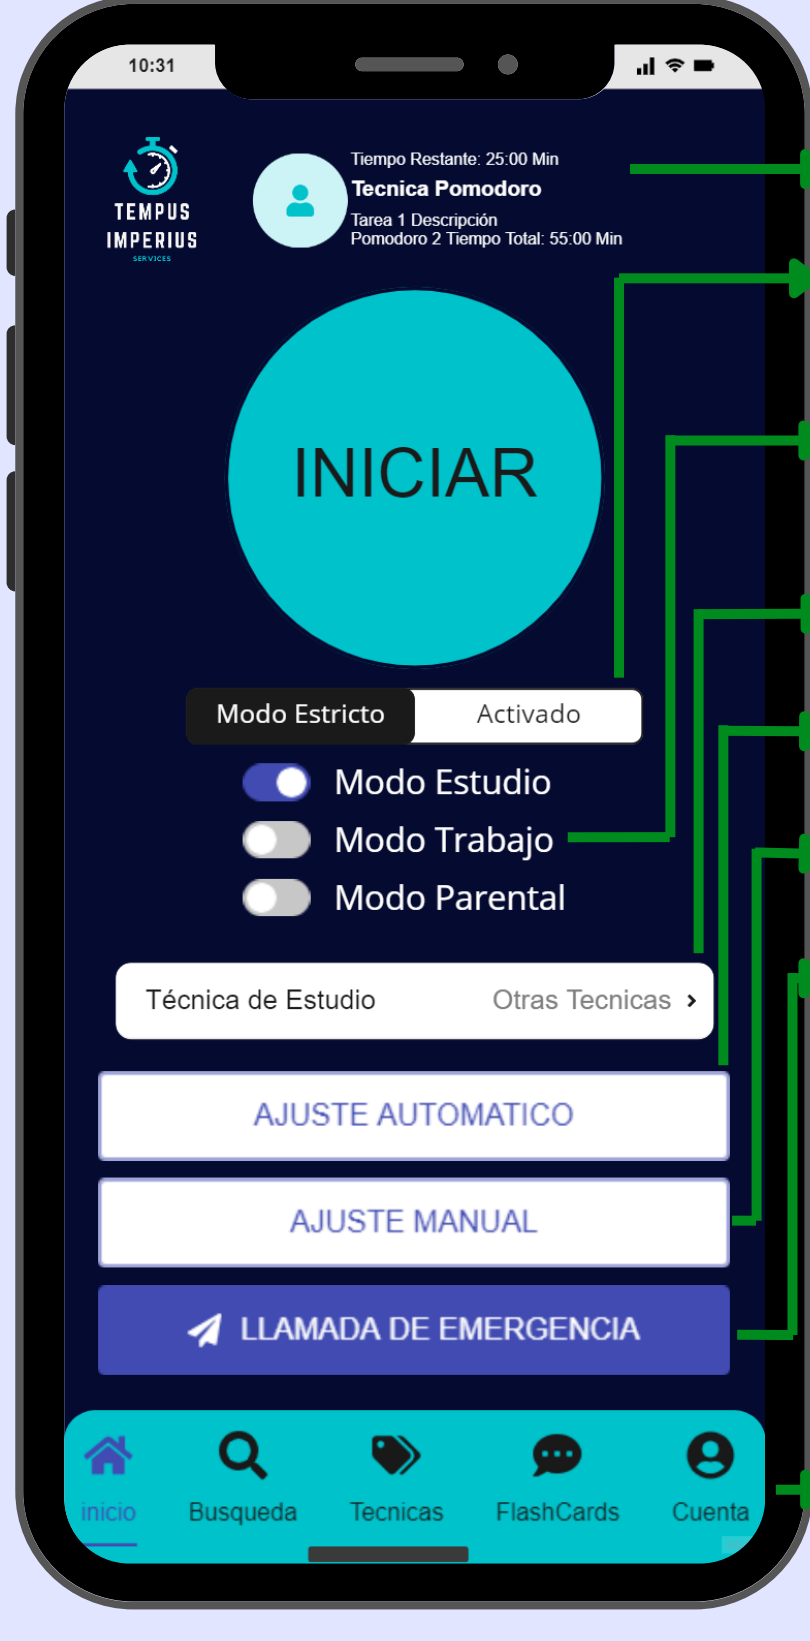 10:31
TEMPUS
IMPERIUS
SERVICES
Tiempo Restante: 25:00 Min
Tecnica Pomodoro
Tarea 1 Descripción
Pomodoro 2 Tiempo Total: 55:00 Min
INICIAR
Modo Estricto Activado
Modo Estudio
Modo Trabajo
Modo Parental
Técnica de Estudio Otras Tecnicas
AJUSTE AUTOMATICO
AJUSTE MANUAL
LLAMADA DE EMERGENCIA
inicio Busqueda Tecnicas FlashCards Cuenta